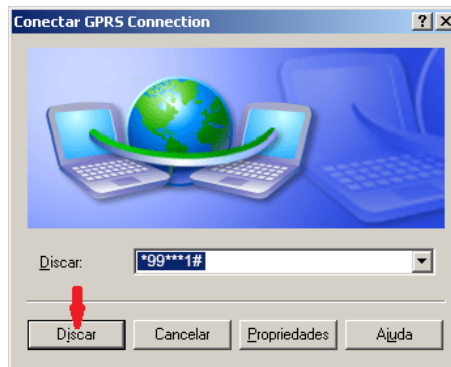 Conectar GPRS Connection
Discar: *99***1#
Discar Cancelar Propriedades Ajuda